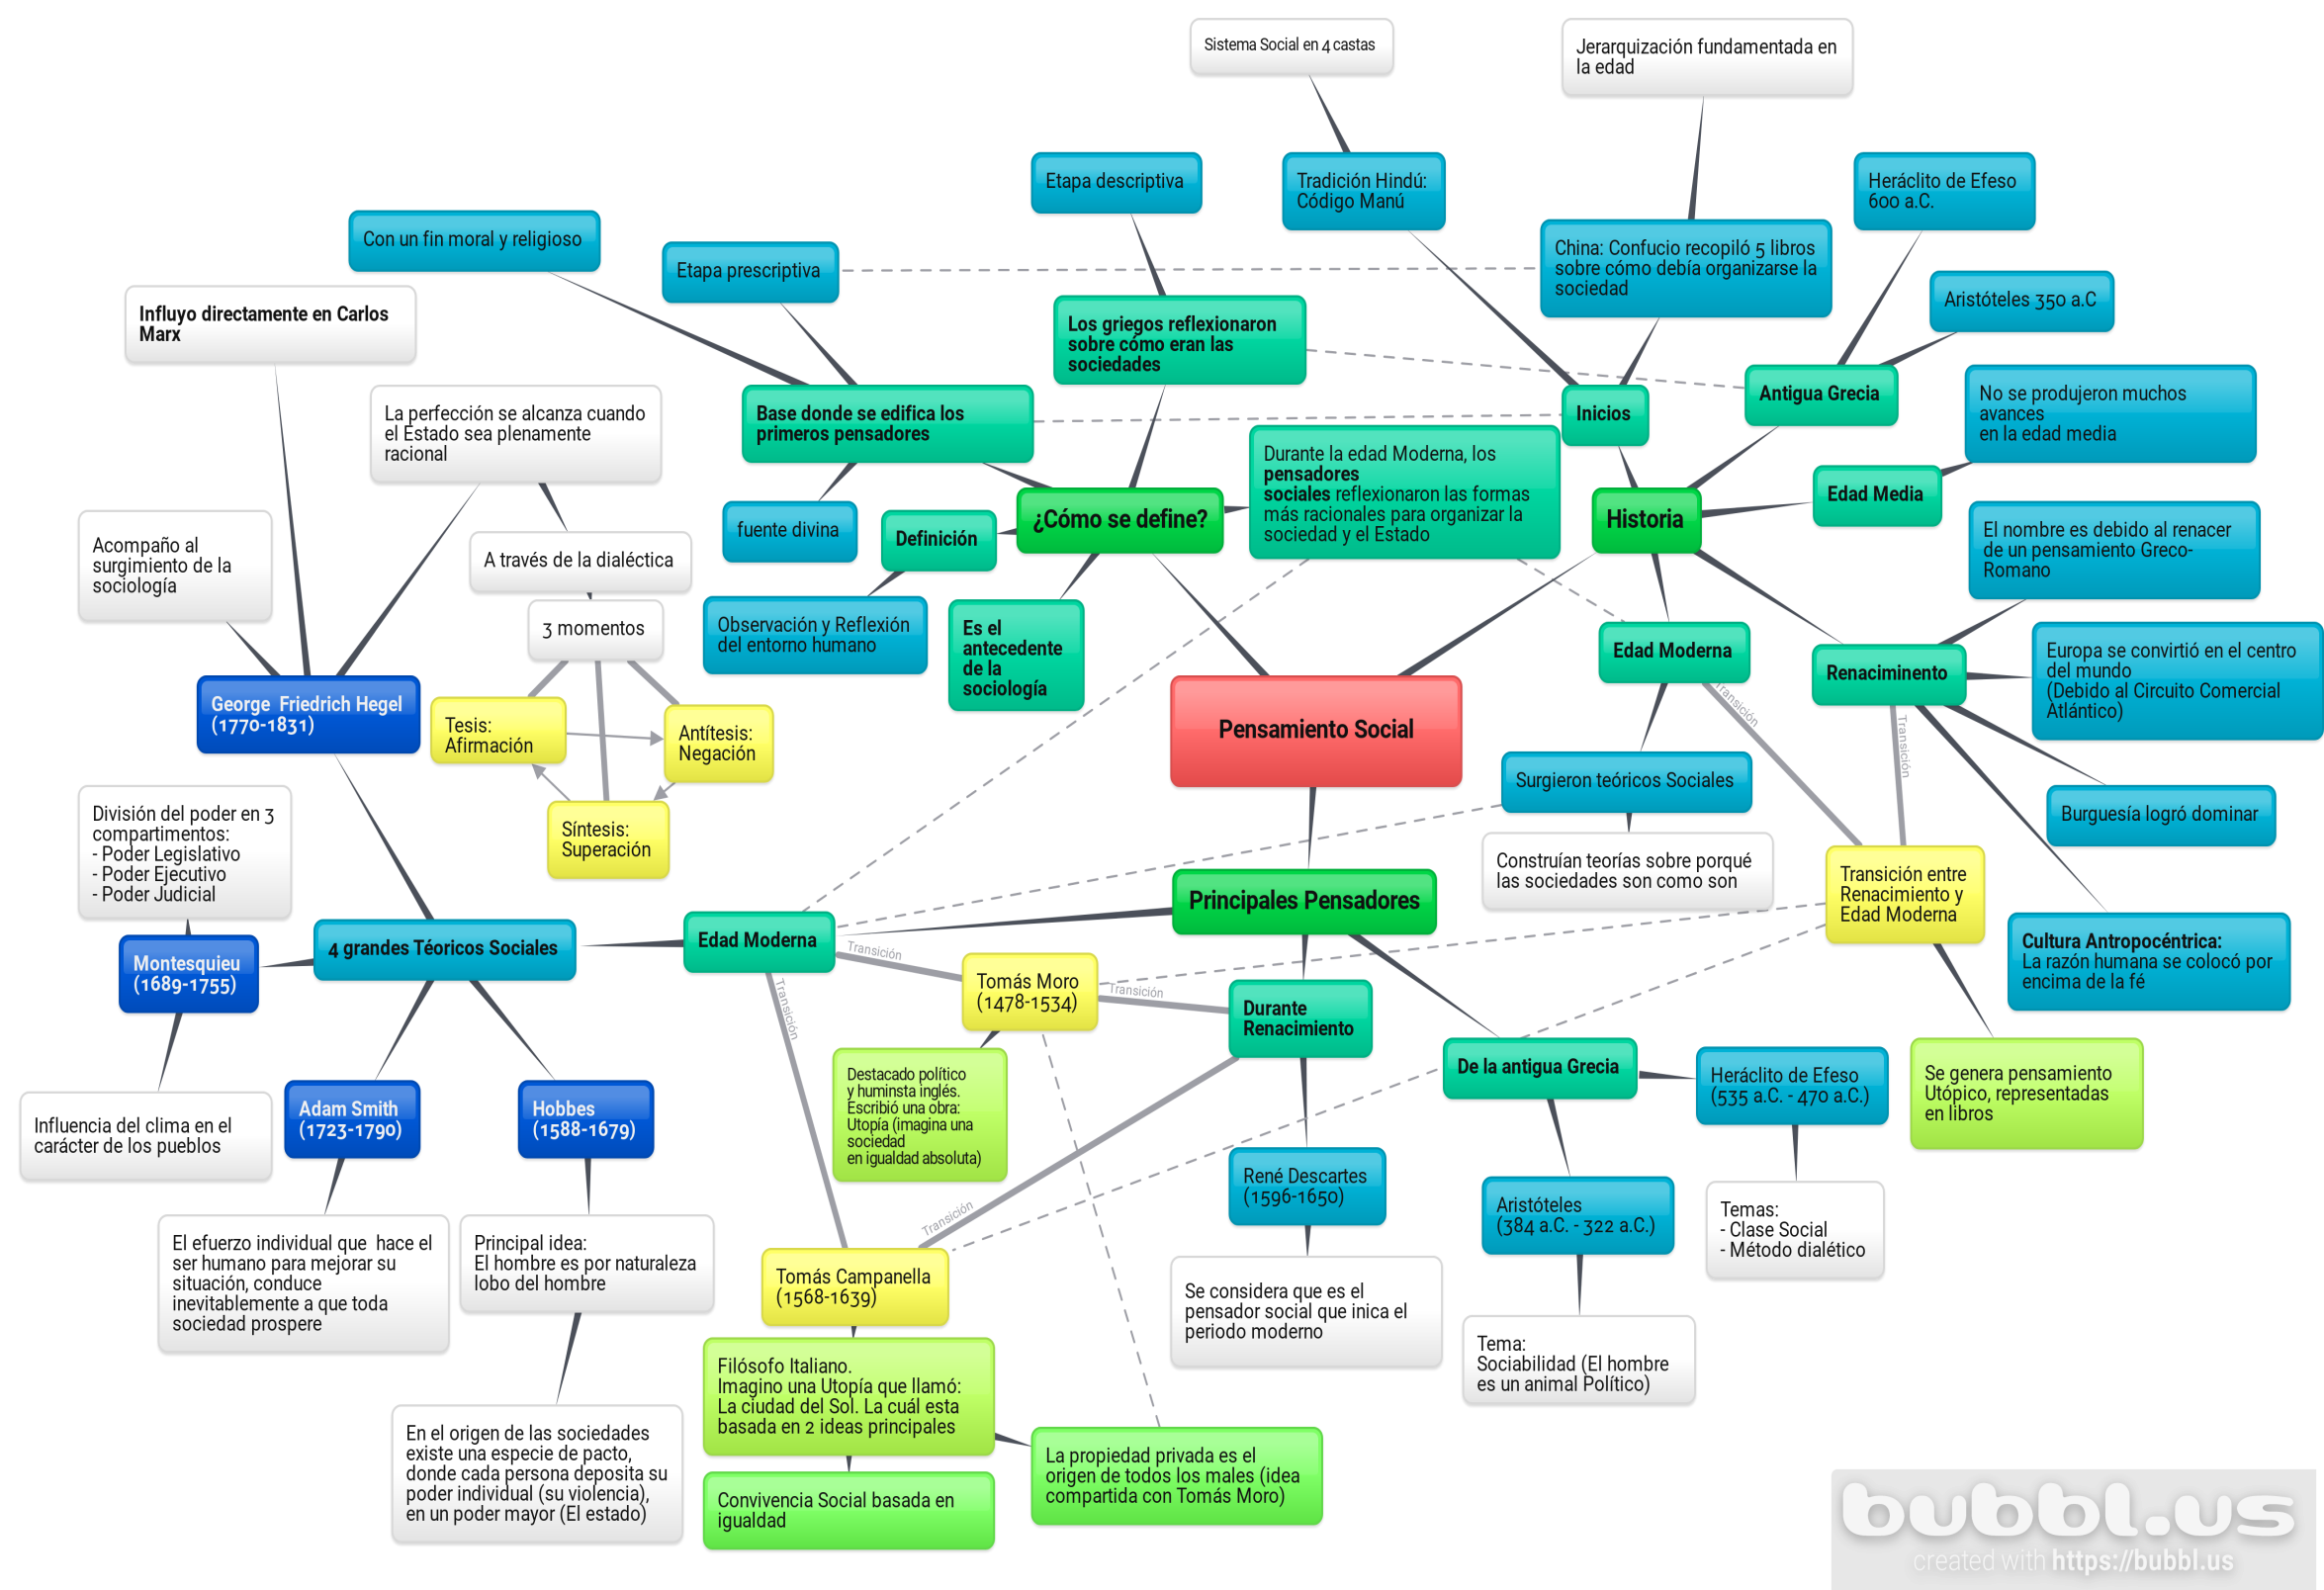 Sistema Social en 4 castas
Jerarquización fundamentada en
la edad
Etapa descriptiva
Tradición Hindú:
Código Manú
Heráclito de Efeso
600 a.C.
Con un fin moral y religioso
Etapa prescriptiva
China: Confucio recopiló 5 libros
sobre cómo debía organizarse la
sociedad
Aristóteles 350 a.C
Influyo directamente en Carlos
Marx
Los griegos reflexionaron
sobre cómo eran las
sociedades
Antigua Grecia
No se produjeron muchos
avances
en la edad media
La perfección se alcanza cuando
el Estado sea plenamente
racional
Base donde se edifica los
primeros pensadores
Inicios
Durante la edad Moderna, los
pensadores
sociales reflexionaron las formas
más racionales para organizar la
sociedad y el Estado
Edad Media
Acompaño al
surgimiento de la
sociología
fuente divina
Definición
¿Cómo se define?
Historia
El nombre es debido al renacer
de un pensamiento Greco-
Romano
A través de la dialéctica
3 momentos
Observación y Reflexión
del entorno humano
Es el
antecedente
de la
sociología
Edad Moderna
Renaciminento
Europa se convirtió en el centro
del mundo
(Debido al Circuito Comercial
Atlántico)
George  Friedrich Hegel
(1770-1831)
Tesis:
Afirmación
Antítesis:
Negación
Pensamiento Social
Transición
Transición
Surgieron teóricos Sociales
Burguesía logró dominar
División del poder en 3
compartimentos:
- Poder Legislativo
- Poder Ejecutivo
- Poder Judicial
Síntesis:
Superación
Construían teorías sobre porqué
las sociedades son como son
Transición entre
Renacimiento y
Edad Moderna
Principales Pensadores
4 grandes Téoricos Sociales
Edad Moderna
Transición
Cultura Antropocéntrica:
La razón humana se colocó por
encima de la fé
Montesquieu
(1689-1755)
Tomás Moro
(1478-1534)
Transición
Transición
Durante
Renacimiento
De la antigua Grecia
Heráclito de Efeso
(535 a.C. - 470 a.C.)
Se genera pensamiento
Utópico, representadas
en libros
Destacado político
y huminsta inglés.
Escribió una obra:
Utopía (imagina una
sociedad
en igualdad absoluta)
Influencia del clima en el
carácter de los pueblos
Adam Smith
(1723-1790)
Hobbes
(1588-1679)
René Descartes
(1596-1650)
Aristóteles
(384 a.C. - 322 a.C.)
Temas:
- Clase Social
- Método dialético
Transición
El efuerzo individual que  hace el
ser humano para mejorar su
situación, conduce
inevitablemente a que toda
sociedad prospere
Principal idea:
El hombre es por naturaleza
lobo del hombre
Tomás Campanella
(1568-1639)
Se considera que es el
pensador social que inica el
periodo moderno
Tema:
Sociabilidad (El hombre
es un animal Político)
Filósofo Italiano.
Imagino una Utopía que llamó:
La ciudad del Sol. La cuál esta
basada en 2 ideas principales
En el origen de las sociedades
existe una especie de pacto,
donde cada persona deposita su
poder individual (su violencia),
en un poder mayor (El estado)
La propiedad privada es el
origen de todos los males (idea
compartida con Tomás Moro)
Convivencia Social basada en
igualdad
bubbl.us
created with https://bubbl.us